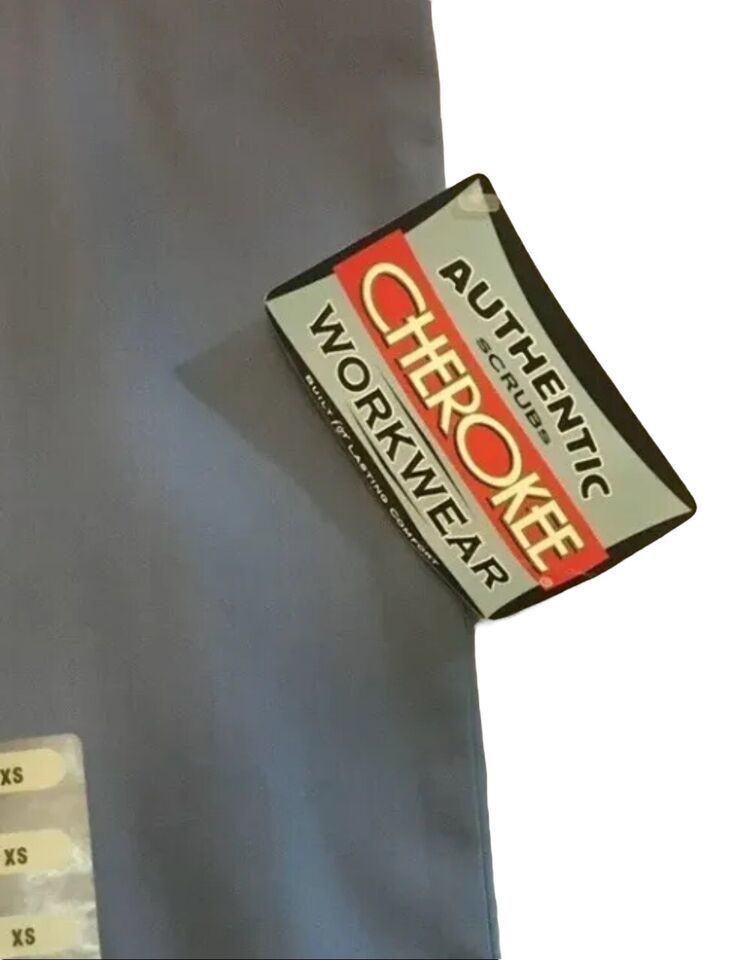 AUTHENTIC
SCRUBS
CHEROKEE®
WORKWEAR
BUILT for LASTING COMFORT
XS
XS
XS